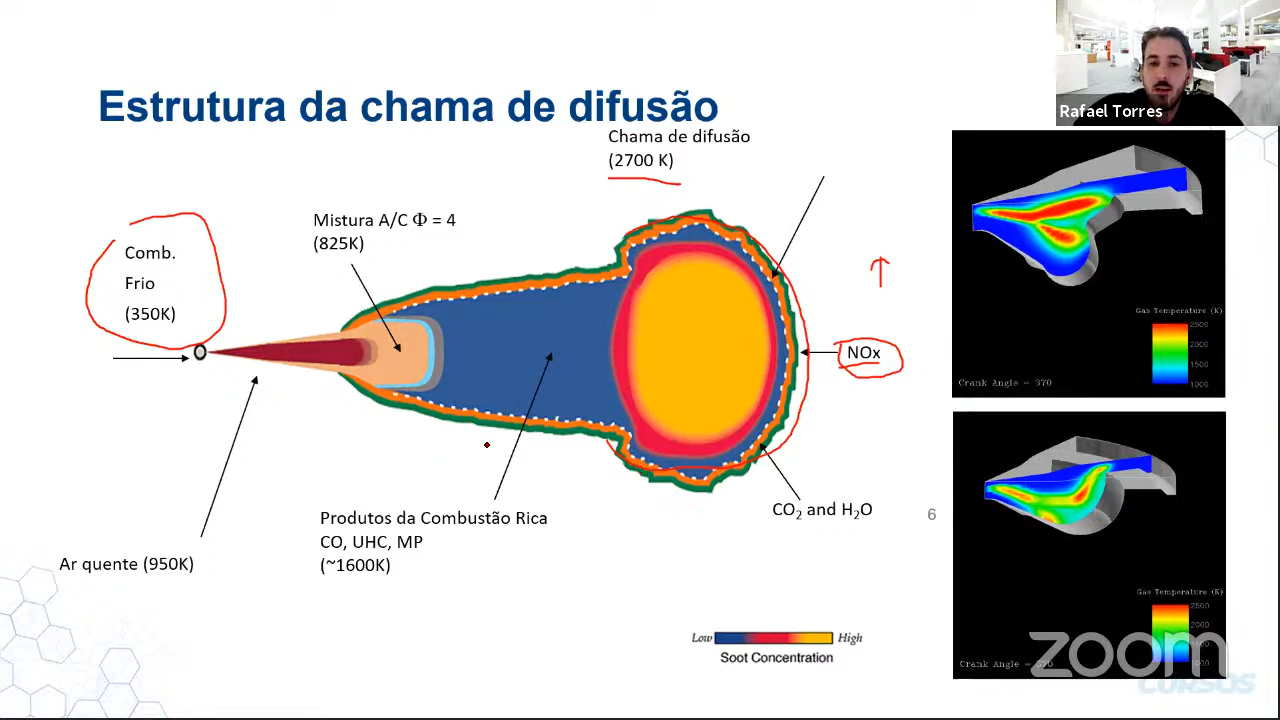 Rafael Torres
Estrutura da chama de difusão
Chama de difusão
(2700 K)
Mistura A/C Φ = 4
(825K)
Comb.
Frio
(350K)
NOx
CO2 and H2O
Produtos da Combustão Rica
CO, UHC, MP
(~1600K)
Ar quente (950K)
6
Low
High
Soot Concentration
Gas Temperature (K)
2500
2000
1500
1000
Crank Angle = 370
Gas Temperature (K)
2500
2000
1000
Crank Angle = 370
zoom
CURSOS